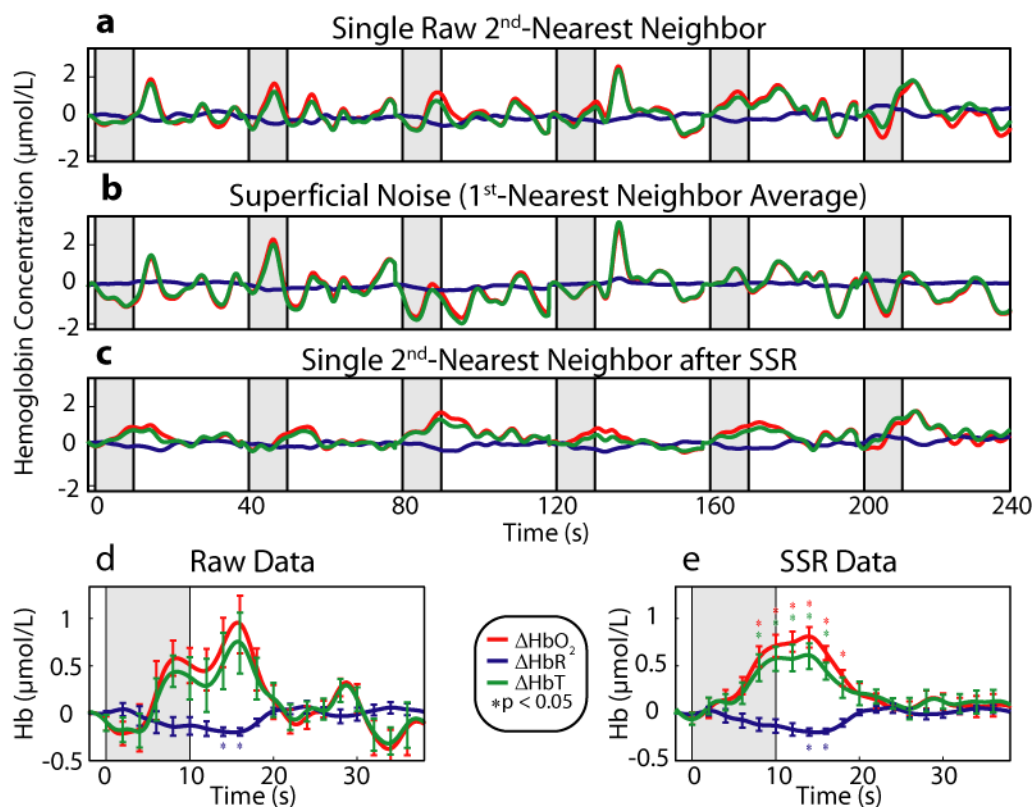 a
Single Raw 2nd-Nearest Neighbor
2
0
-2
b
Superficial Noise (1st-Nearest Neighbor Average)
2
0
-2
c
Single 2nd-Nearest Neighbor after SSR
2
0
-2
Hemoglobin Concentration (μmol/L)
0 40 80 120 160 200 240
Time (s)
d
Raw Data
1
0.5
0
-0.5
Hb (μmol/L)
0 10 20 30
Time (s)
ΔHbO2
ΔHbR
ΔHbT
*p < 0.05
e
SSR Data
1
0.5
0
-0.5
Hb (μmol/L)
0 10 20 30
Time (s)